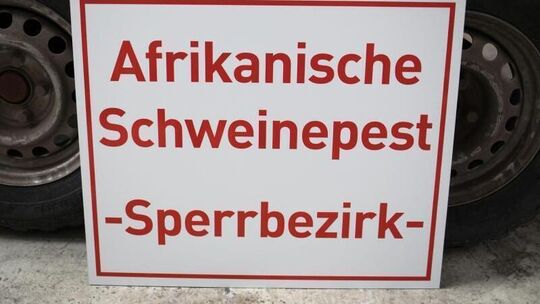 Afrikanische
Schweinepest
-Sperrbezirk-